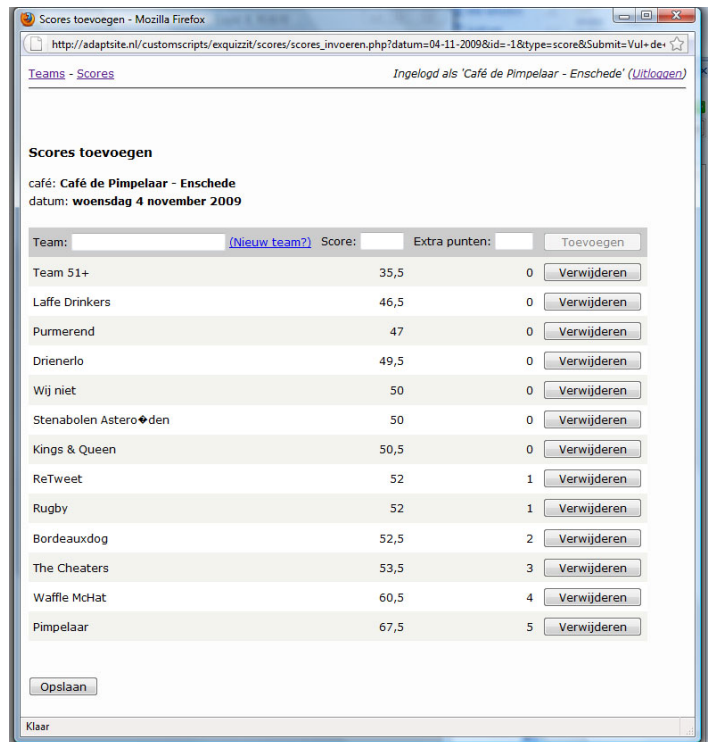 Scores toevoegen - Mozilla Firefox
http://adaptsite.nl/customscripts/exquizzit/scores/scores_invoeren.php?datum=04-11-2009&id=-1&type=score&Submit=Vul+de+
Teams - Scores Ingelogd als 'Café de Pimpelaar - Enschede' (Uitloggen)
Scores toevoegen
café: Café de Pimpelaar - Enschede
datum: woensdag 4 november 2009
Team: (Nieuw team?) Score: Extra punten: Toevoegen
Team 51+ 35,5 0 Verwijderen
Laffe Drinkers 46,5 0 Verwijderen
Purmerend 47 0 Verwijderen
Drienerlo 49,5 0 Verwijderen
Wij niet 50 0 Verwijderen
Stenabolen Astero�den 50 0 Verwijderen
Kings & Queen 50,5 0 Verwijderen
ReTweet 52 1 Verwijderen
Rugby 52 1 Verwijderen
Bordeauxdog 52,5 2 Verwijderen
The Cheaters 53,5 3 Verwijderen
Waffle McHat 60,5 4 Verwijderen
Pimpelaar 67,5 5 Verwijderen
Opslaan
Klaar